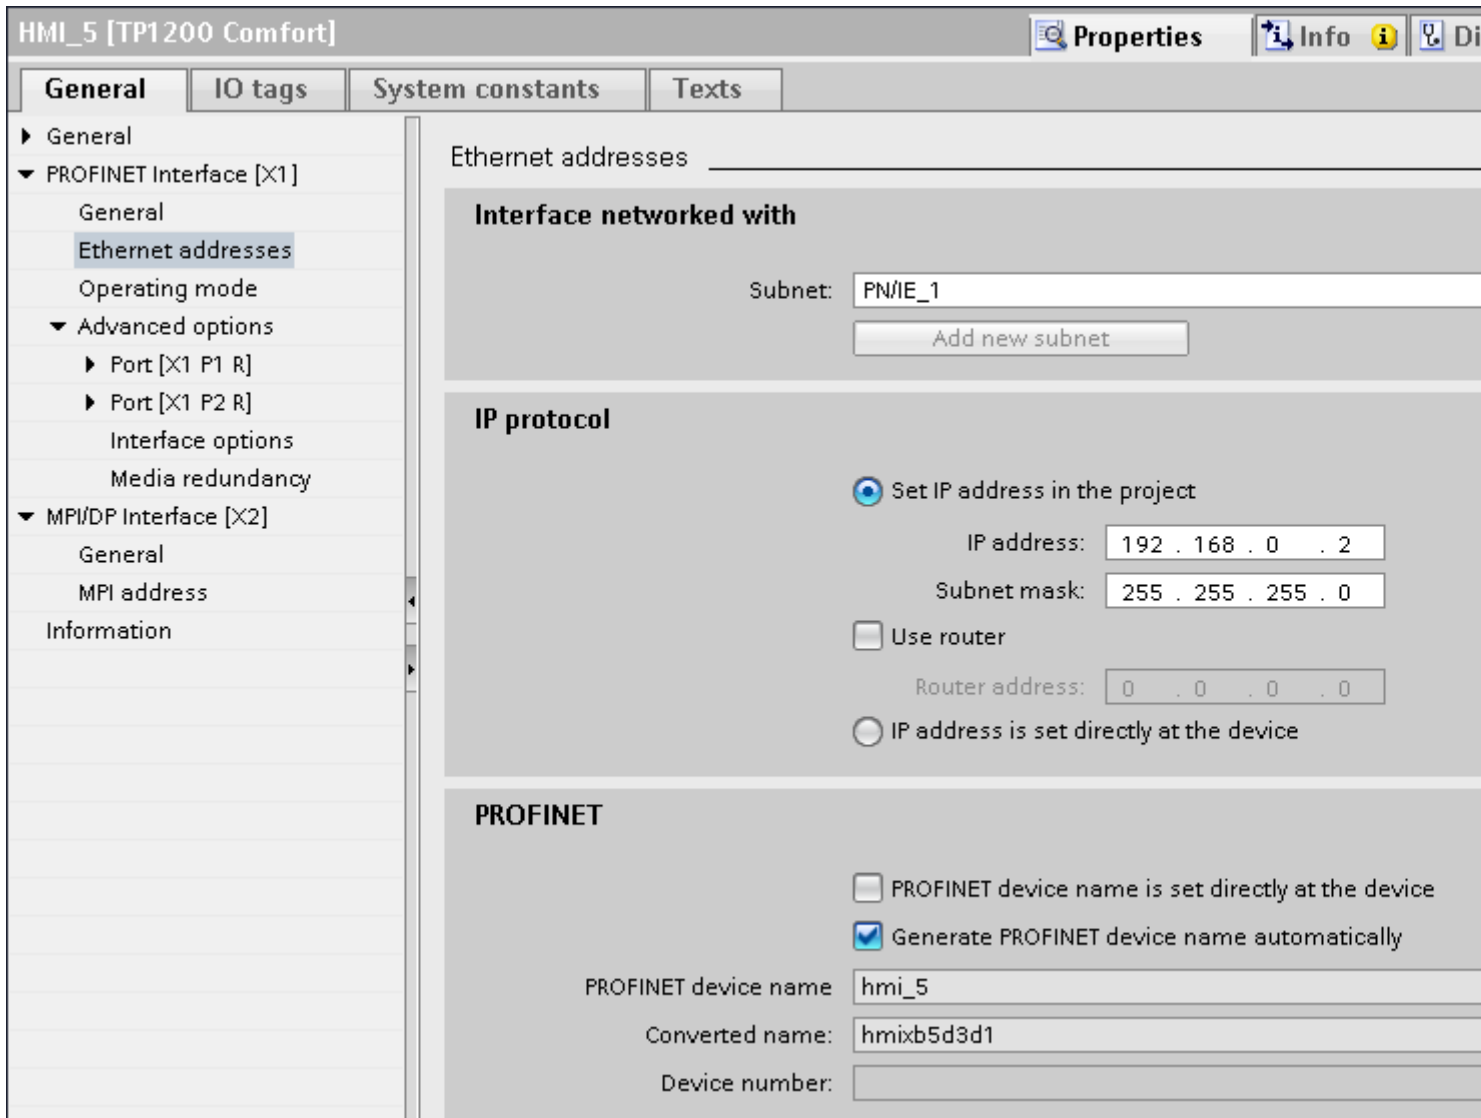 HMI_5 [TP1200 Comfort]
Properties
Info
Di
General
IO tags
System constants
Texts
General
PROFINET Interface [X1]
General
Ethernet addresses
Operating mode
Advanced options
Port [X1 P1 R]
Port [X1 P2 R]
Interface options
Media redundancy
MPI/DP Interface [X2]
General
MPI address
Information
Ethernet addresses
Interface networked with
Subnet: PN/IE_1
Add new subnet
IP protocol
Set IP address in the project
IP address: 192 . 168 . 0 . 2
Subnet mask: 255 . 255 . 255 . 0
Use router
Router address: 0 . 0 . 0 . 0
IP address is set directly at the device
PROFINET
PROFINET device name is set directly at the device
Generate PROFINET device name automatically
PROFINET device name hmi_5
Converted name: hmixb5d3d1
Device number: